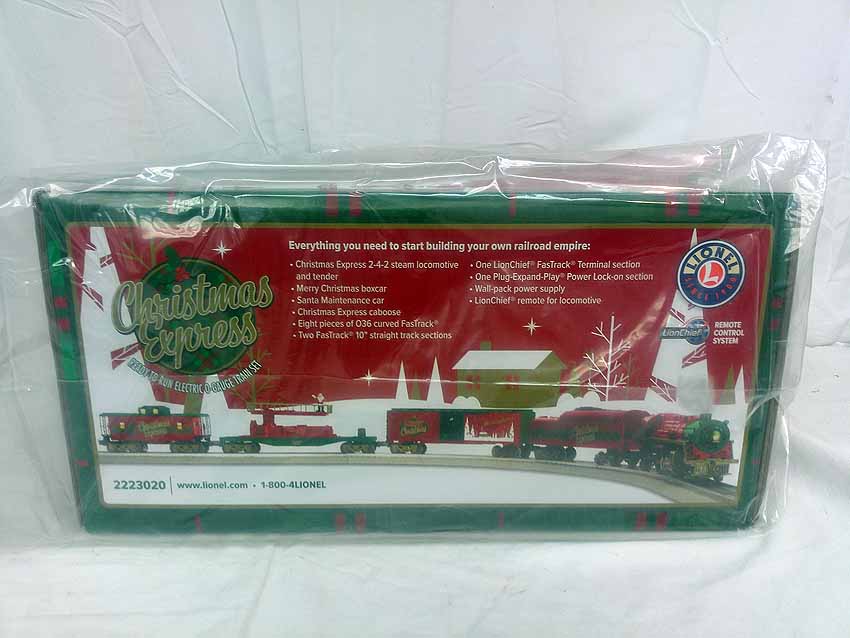 Everything you need to start building your own railroad empire:
• Christmas Express 2-4-2 steam locomotive
and tender
• Merry Christmas boxcar
• Santa Maintenance car
• Christmas Express caboose
• Eight pieces of O36 curved FasTrack®
• Two FasTrack® 10" straight track sections
• One LionChief® FasTrack® Terminal section
• One Plug-Expand-Play® Power Lock-on section
• Wall-pack power supply
• LionChief® remote for locomotive
LIONEL
L
SINCE 1900
LionChief
REMOTE
CONTROL
SYSTEM
Christmas
Express
READY-TO-RUN ELECTRIC O GAUGE TRAIN SET
Christmas
2223020 | www.lionel.com • 1-800-4LIONEL